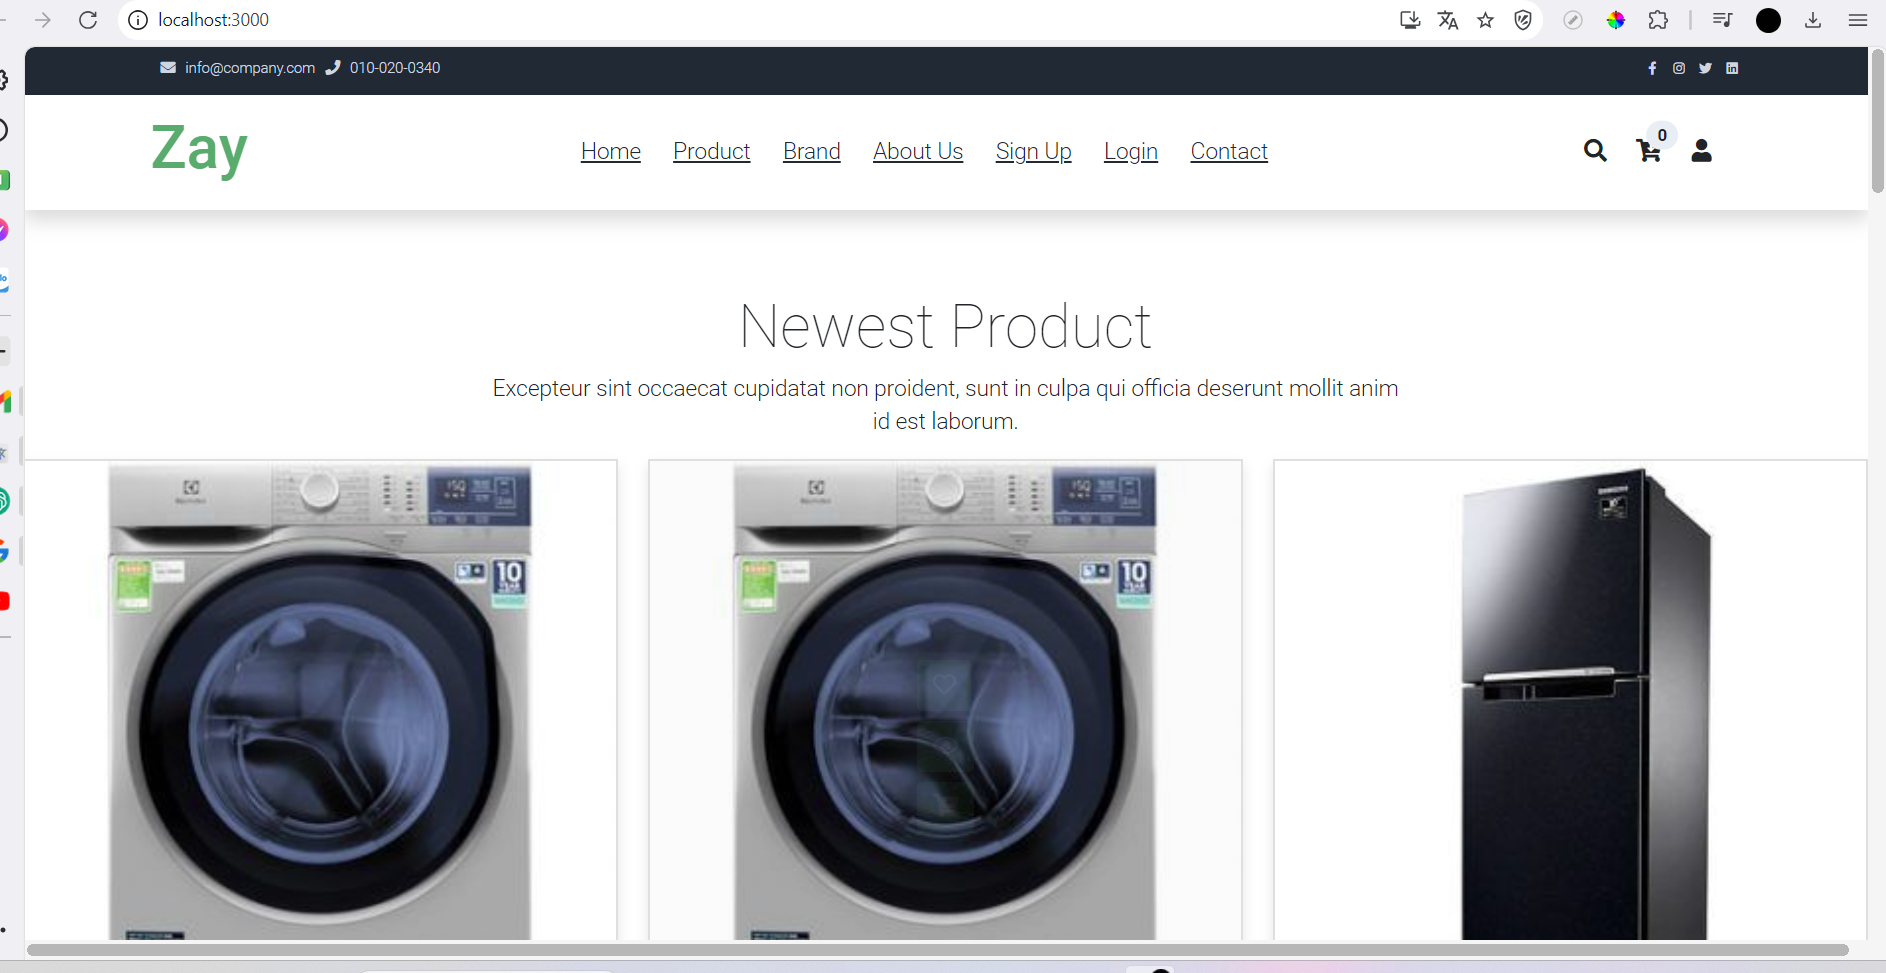 localhost:3000
info@company.com 010-020-0340
Zay
Home Product Brand About Us Sign Up Login Contact
0
Newest Product
Excepteur sint occaecat cupidatat non proident, sunt in culpa qui officia deserunt mollit anim
id est laborum.
10
10
SAMSUNG